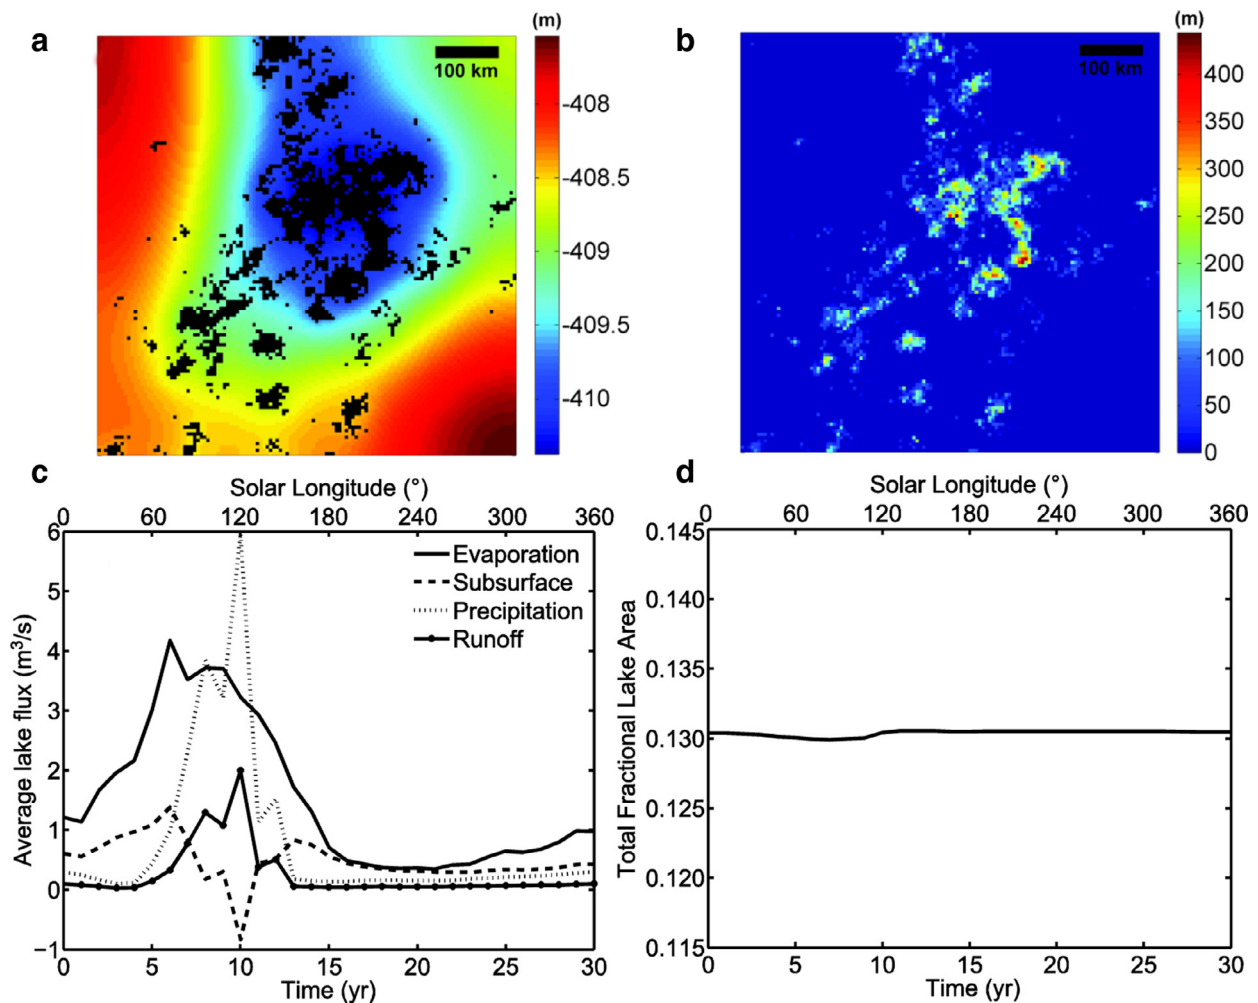 a
(m)
100 km
-408
-408.5
-409
-409.5
-410
b
(m)
100 km
400
350
300
250
200
150
100
50
0
c
Solar Longitude (°)
0 60 120 180 240 300 360
6
5
4
3
2
1
0
−1
Average lake flux (m³/s)
Evaporation
Subsurface
Precipitation
Runoff
0 5 10 15 20 25 30
Time (yr)
d
Solar Longitude (°)
0 60 120 180 240 300 360
0.145
0.140
0.135
0.130
0.125
0.120
0.115
Total Fractional Lake Area
0 5 10 15 20 25 30
Time (yr)